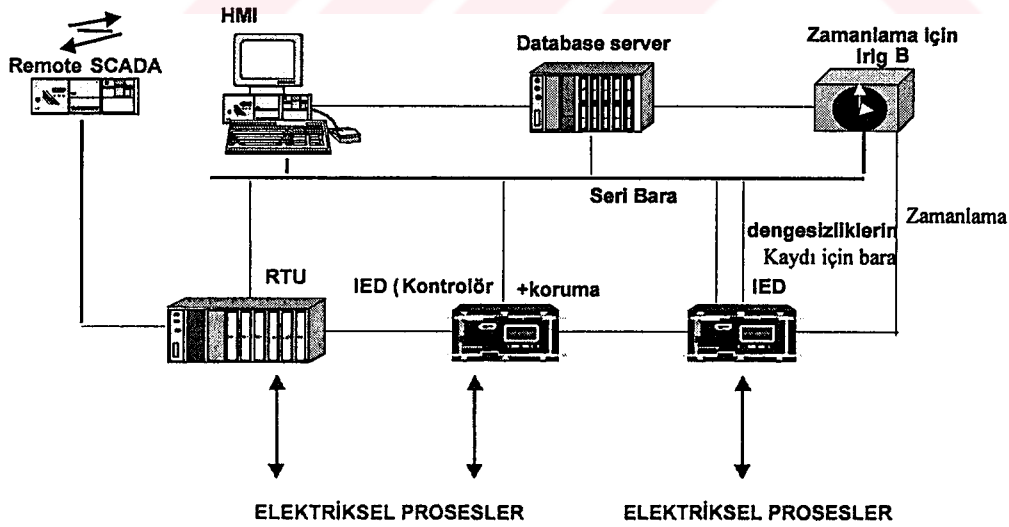 HMI
Remote SCADA
Database server
Zamanlama için
Irig B
Seri Bara
Zamanlama
dengesizliklerin
Kaydı için bara
RTU
IED (Kontrolör +koruma
IED
ELEKTRİKSEL PROSESLER
ELEKTRİKSEL PROSESLER